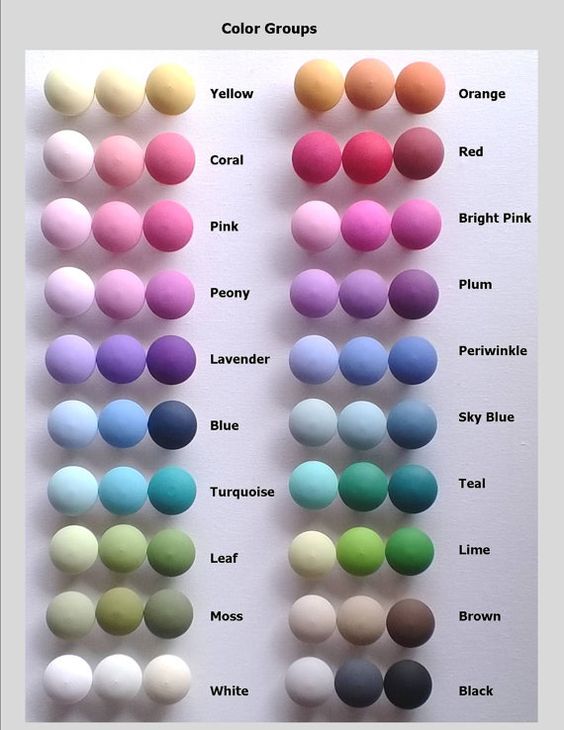 Color Groups
Yellow
Orange
Coral
Red
Pink
Bright Pink
Peony
Plum
Lavender
Periwinkle
Blue
Sky Blue
Turquoise
Teal
Leaf
Lime
Moss
Brown
White
Black